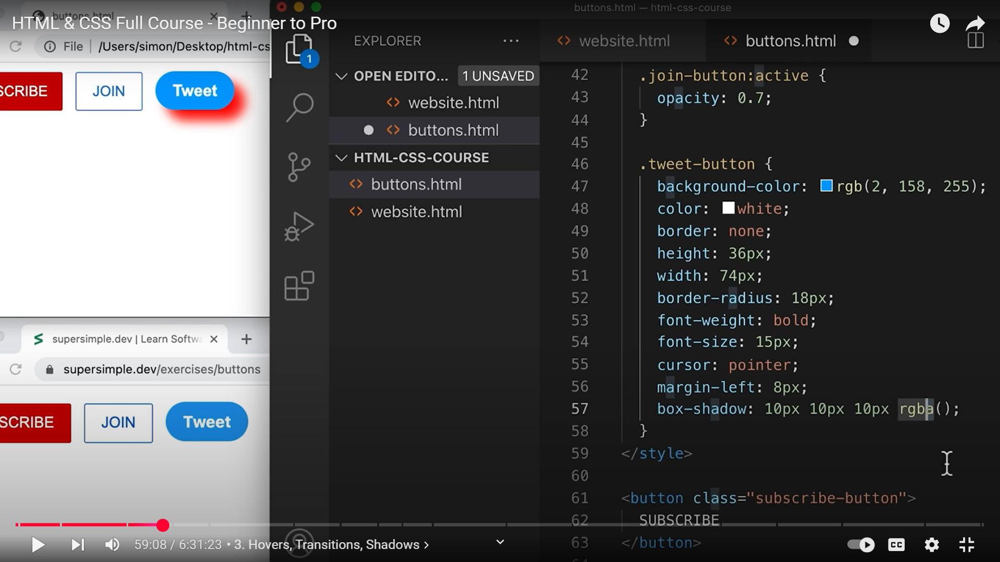 buttons.html
HTML & CSS Full Course - Beginner to Pro
File | /Users/simon/Desktop/html-cs
SCRIBE
JOIN
Tweet
supersimple.dev | Learn Softwa
supersimple.dev/exercises/buttons
SCRIBE
JOIN
Tweet
buttons.html — html-css-course
1
EXPLORER
OPEN EDITO... 1 UNSAVED
website.html
buttons.html
HTML-CSS-COURSE
buttons.html
website.html
website.html
buttons.html
42 .join-button:active {
43 opacity: 0.7;
44 }
45
46 .tweet-button {
47 background-color: rgb(2, 158, 255);
48 color: white;
49 border: none;
50 height: 36px;
51 width: 74px;
52 border-radius: 18px;
53 font-weight: bold;
54 font-size: 15px;
55 cursor: pointer;
56 margin-left: 8px;
57 box-shadow: 10px 10px 10px rgba();
58 }
59 </style>
60
61 <button class="subscribe-button">
62 SUBSCRIBE
63 </button>
59:08 / 6:31:23 • 3. Hovers, Transitions, Shadows
CC